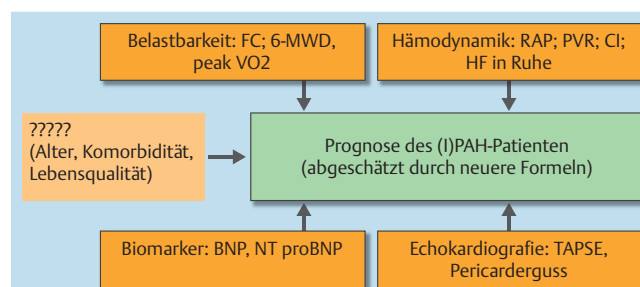 Belastbarkeit: FC; 6-MWD,
peak VO2
Hämodynamik: RAP; PVR; CI;
HF in Ruhe
?????
(Alter, Komorbidität,
Lebensqualität)
Prognose des (I)PAH-Patienten
(abgeschätzt durch neuere Formeln)
Biomarker: BNP, NT proBNP
Echokardiografie: TAPSE,
Pericarderguss